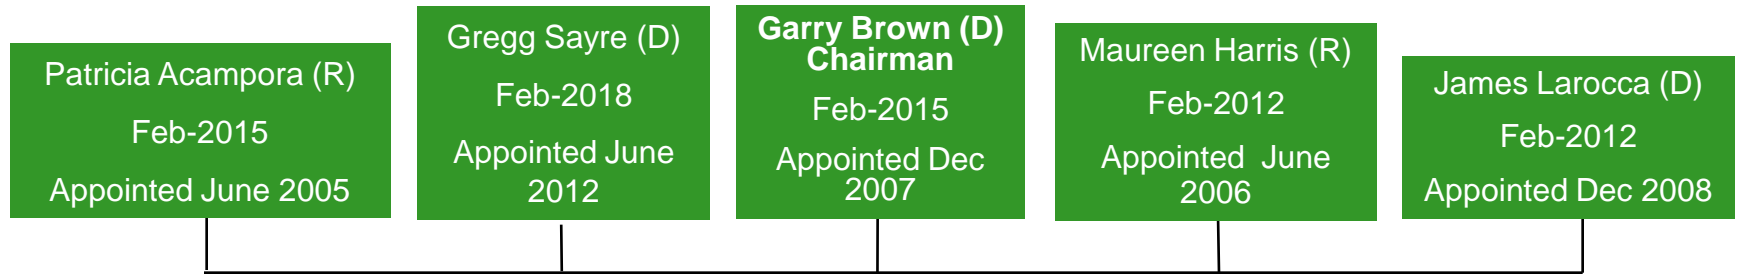 Patricia Acampora (R)
Feb-2015
Appointed June 2005
Gregg Sayre (D)
Feb-2018
Appointed June
2012
Garry Brown (D)
Chairman
Feb-2015
Appointed Dec
2007
Maureen Harris (R)
Feb-2012
Appointed June
2006
James Larocca (D)
Feb-2012
Appointed Dec 2008